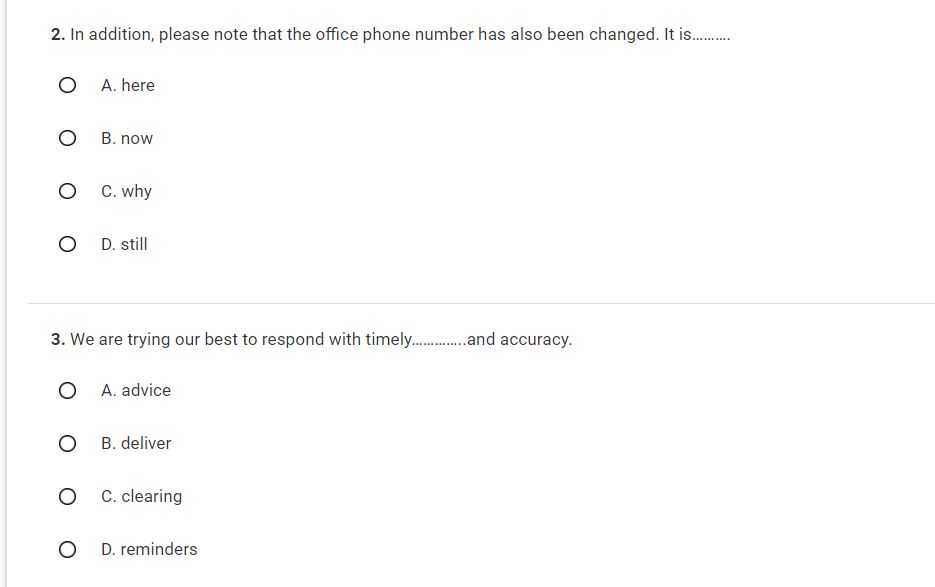 2. In addition, please note that the office phone number has also been changed. It is..........
A. here
B. now
C. why
D. still
3. We are trying our best to respond with timely..............and accuracy.
A. advice
B. deliver
C. clearing
D. reminders